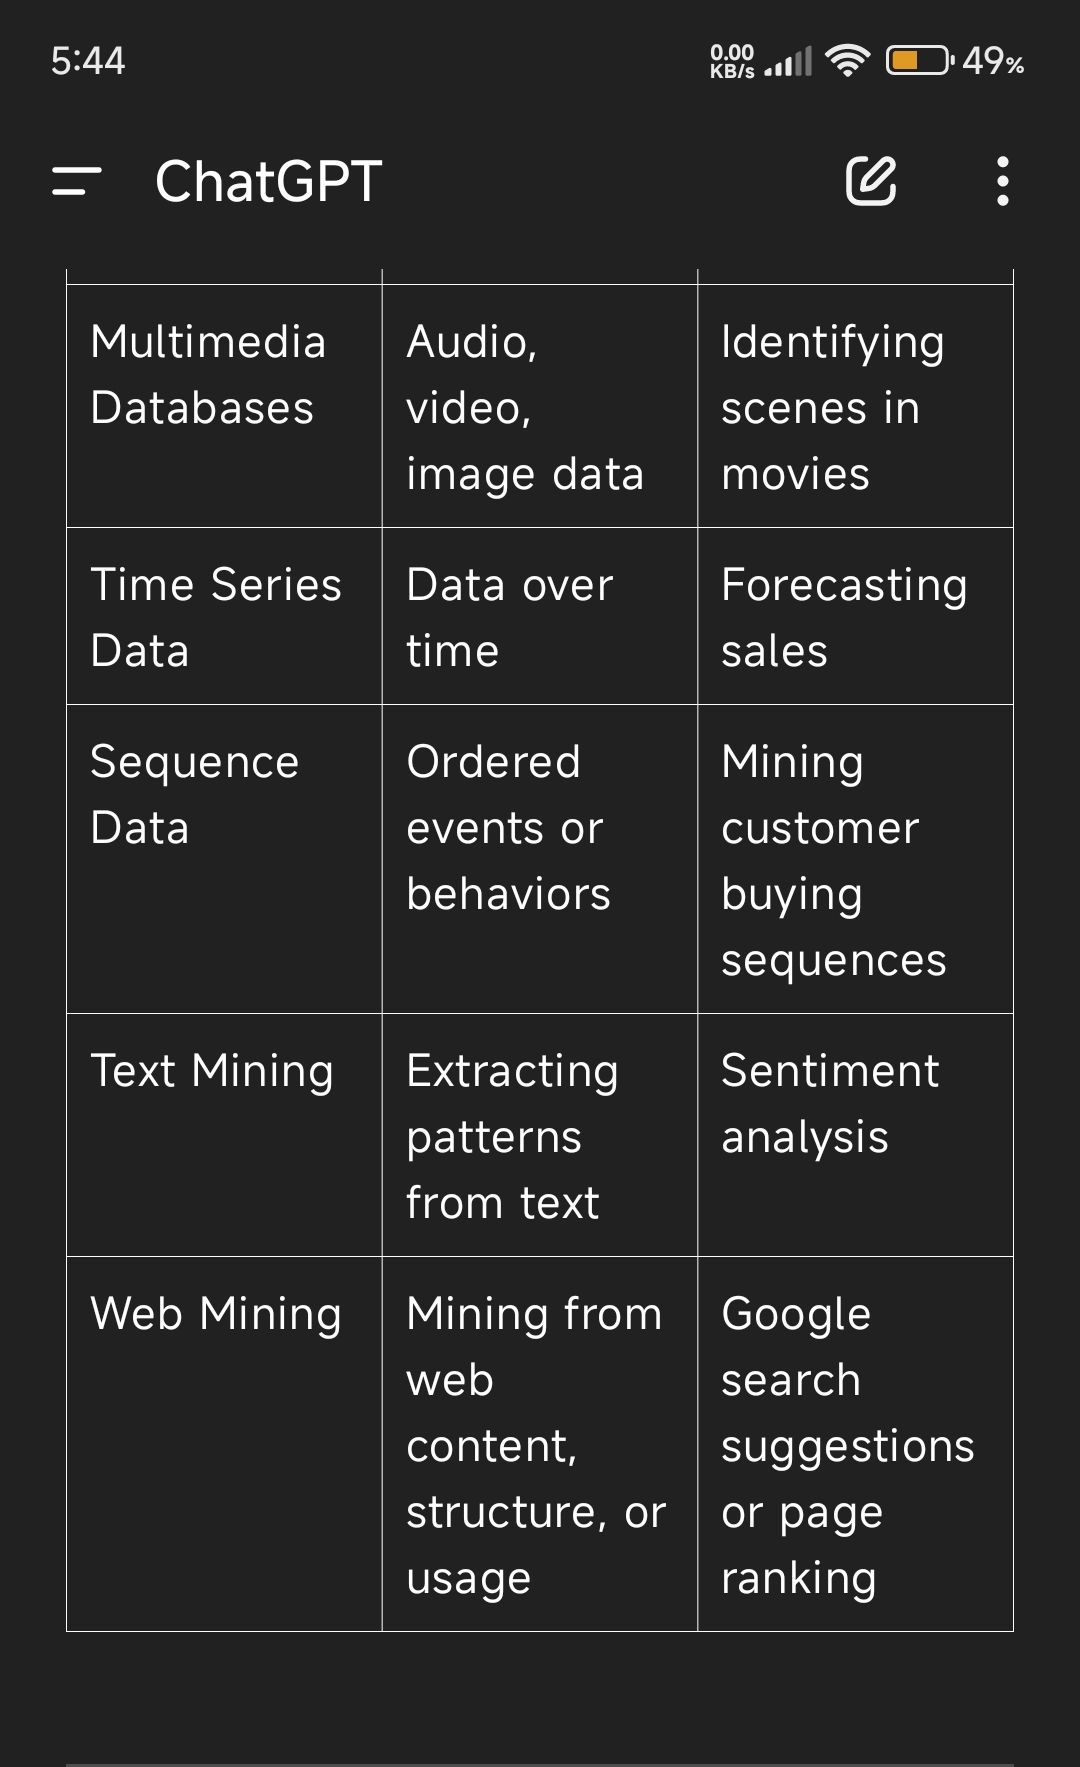 5:44
0.00
KB/s
49%
ChatGPT
Multimedia
Databases
Audio,
video,
image data
Identifying
scenes in
movies
Time Series
Data
Data over
time
Forecasting
sales
Sequence
Data
Ordered
events or
behaviors
Mining
customer
buying
sequences
Text Mining
Extracting
patterns
from text
Sentiment
analysis
Web Mining
Mining from
web
content,
structure, or
usage
Google
search
suggestions
or page
ranking